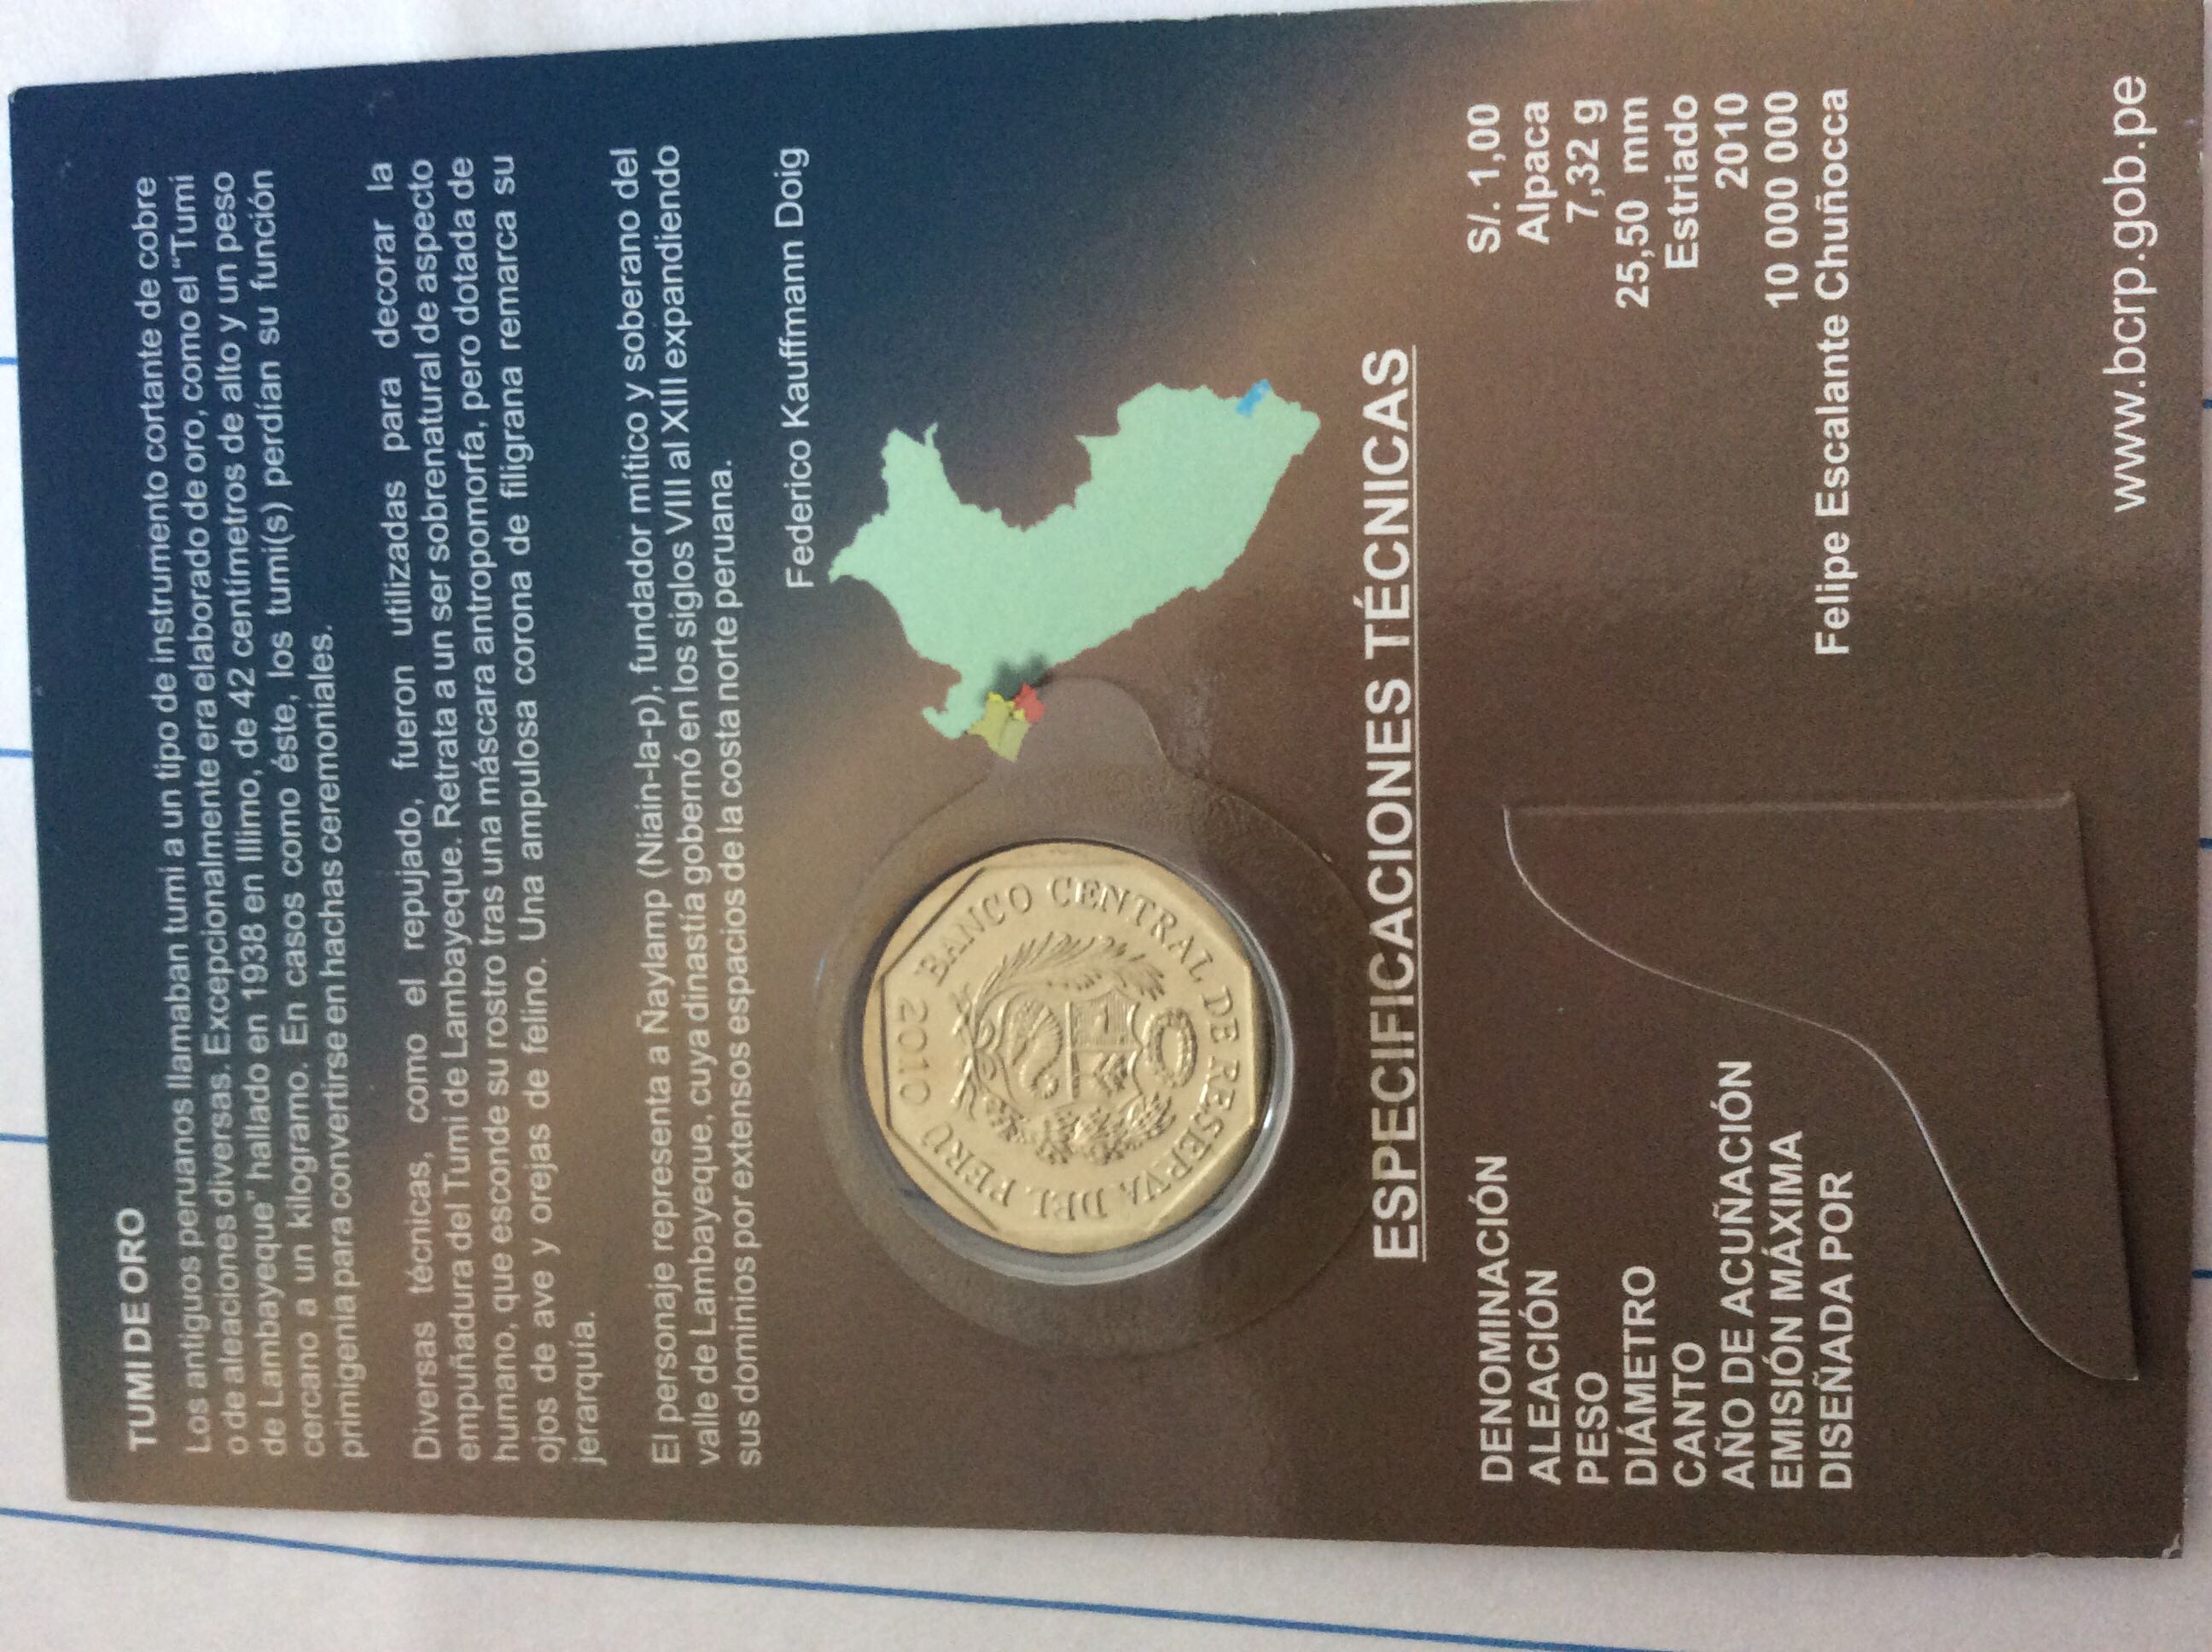 TUMI DE ORO
Los antiguos peruanos llamaban tumi a un tipo de instrumento cortante de cobre
o de aleaciones diversas. Excepcionalmente era elaborado de oro, como el "Tumi
de Lambayeque" hallado en 1938 en Illimo, de 42 centímetros de alto y un peso
cercano a un kilogramo. En casos como éste, los tumi(s) perdían su función
primigenia para convertirse en hachas ceremoniales.
Diversas técnicas, como el repujado, fueron utilizadas para decorar la
empuñadura del Tumi de Lambayeque. Retrata a un ser sobrenatural de aspecto
humano, que esconde su rostro tras una máscara antropomorfa, pero dotada de
ojos de ave y orejas de felino. Una ampulosa corona de filigrana remarca su
jerarquía.
El personaje representa a Ñaylamp (Ñiain-la-p), fundador mítico y soberano del
valle de Lambayeque, cuya dinastía gobernó en los siglos VIII al XIII expandiendo
sus dominios por extensos espacios de la costa norte peruana.
Federico Kauffmann Doig
BANCO CENTRAL DE RESERVA DEL PERÚ
2010
ESPECIFICACIONES TÉCNICAS
DENOMINACIÓN S/. 1,00
ALEACIÓN Alpaca
PESO 7,32 g
DIÁMETRO 25,50 mm
CANTO Estriado
AÑO DE ACUÑACIÓN 2010
EMISIÓN MÁXIMA 10 000 000
DISEÑADA POR Felipe Escalante Chuñocca
www.bcrp.gob.pe